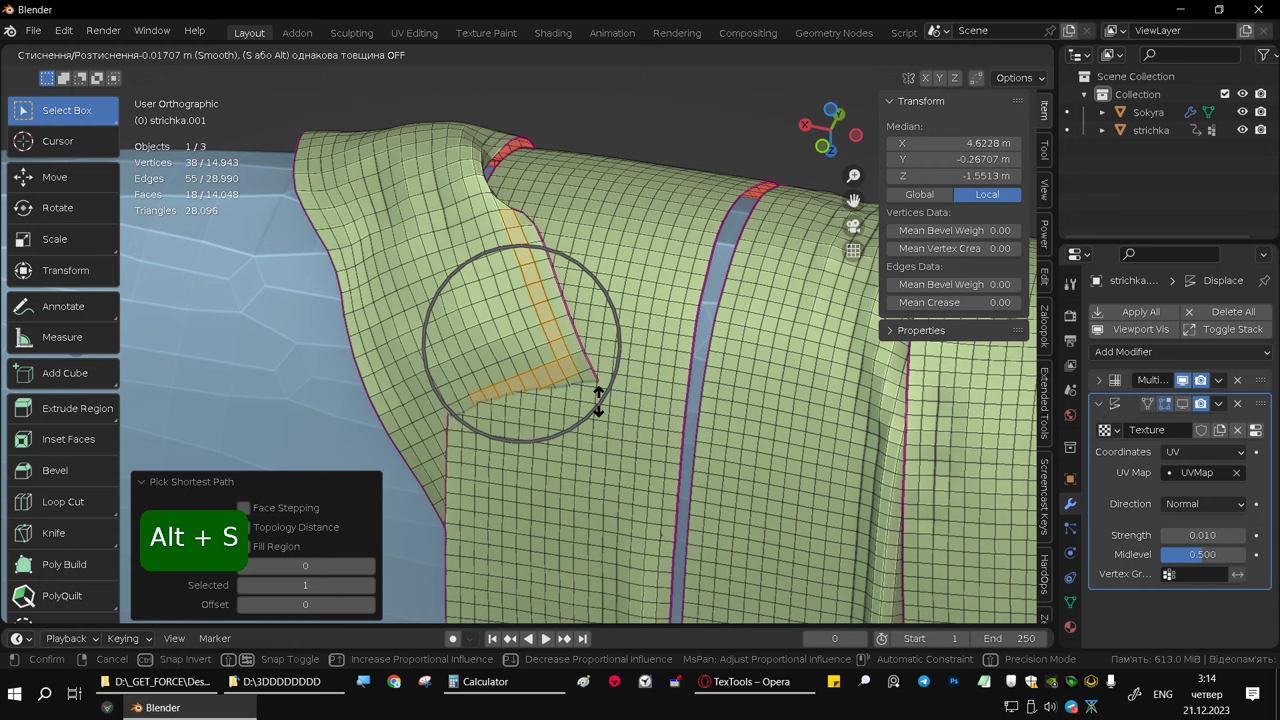 Blender
File Edit Render Window Help Layout Addon Sculpting UV Editing Texture Paint Shading Animation Rendering Compositing Geometry Nodes Script Scene ViewLayer
Стиснення/Розтиснення-0.01707 m (Smooth), (S або Alt) однакова товщина OFF
X Y Z Options
Select Box
Cursor
Move
Rotate
Scale
Transform
Annotate
Measure
Add Cube
Extrude Region
Inset Faces
Bevel
Loop Cut
Knife
Poly Build
PolyQuilt
User Orthographic
(0) strichka.001
Objects 1 / 3
Vertices 38 / 14,943
Edges 55 / 28,990
Faces 18 / 14,048
Triangles 28,096
X Y Z
Transform
Median:
X 4.6228 m
Y -0.26707 m
Z -1.5513 m
Global Local
Vertices Data:
Mean Bevel Weigh 0.00
Mean Vertex Crea 0.00
Edges Data:
Mean Bevel Weigh 0.00
Mean Crease 0.00
Properties
Item
Tool
View
Power
Edit
Zaloopok
Extended Tools
Screencast Keys
HardOps
Scene Collection
Collection
Sokyra
strichka
strichka.... Displace
Apply All Delete All
Viewport Vis Toggle Stack
Add Modifier
Multi...
Texture
Coordinates UV
UV Map UVMap
Direction Normal
Strength 0.010
Midlevel 0.500
Vertex Gr...
Pick Shortest Path
Face Stepping
Topology Distance
Fill Region
0
Selected 1
Offset 0
Alt + S
Playback Keying View Marker 0 Start 1 End 250
Confirm Cancel Snap Invert Snap Toggle Increase Proportional Influence Decrease Proportional Influence MsPan: Adjust Proportional Influence Automatic Constraint Precision Mode Пам'ять: 613.0 MiB | Відеопам'ять:
D:\_GET_FORCE\Des... D:\3DDDDDDDD Calculator TexTools – Opera
Blender
ENG
3:14
четвер
21.12.2023